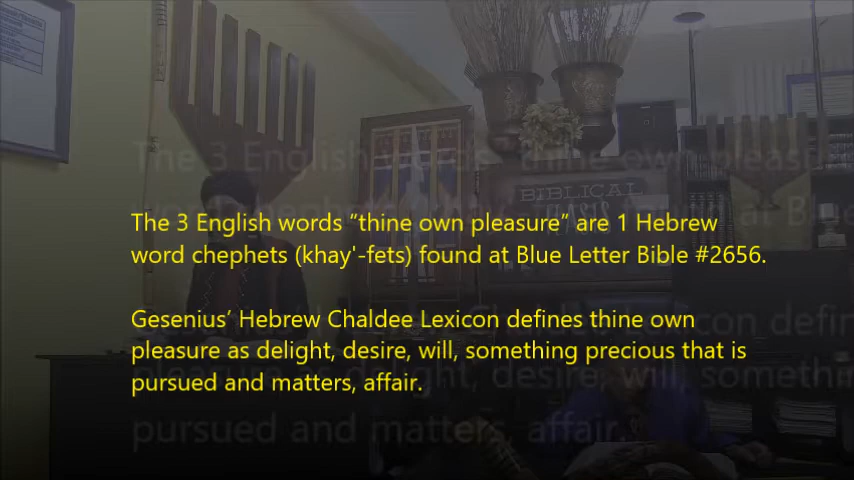 BIBLICAL
The 3 English words "thine own pleasure" are 1 Hebrew
word chephets (khay'-fets) found at Blue Letter Bible #2656.
Gesenius' Hebrew Chaldee Lexicon defines thine own
pleasure as delight, desire, will, something precious that is
pursued and matters, affair.